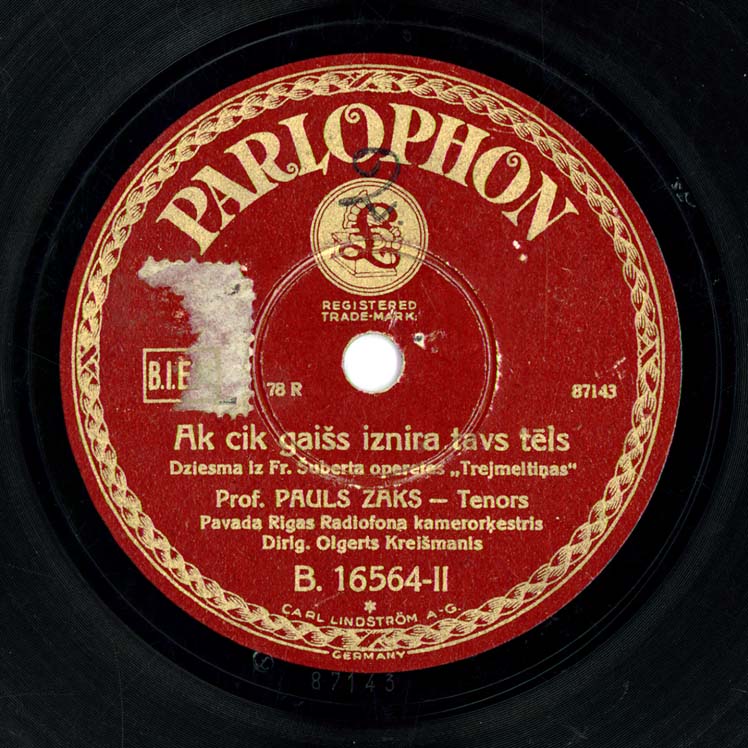 PARLOPHON
£
REGISTERED
TRADE-MARK.
B.I.E
78 R
87143
Ak cik gaišs iznira tavs tēls
Dziesma iz Fr. Šuberta operetes „Trejmeitiņas"
Prof. PAULS ZAKS – Tenors
Pavada Rigas Radiofona kamerorķestris
Dirig. Olgerts Kreišmanis
B. 16564-II
*
CARL LINDSTRÖM A-G.
GERMANY
87143